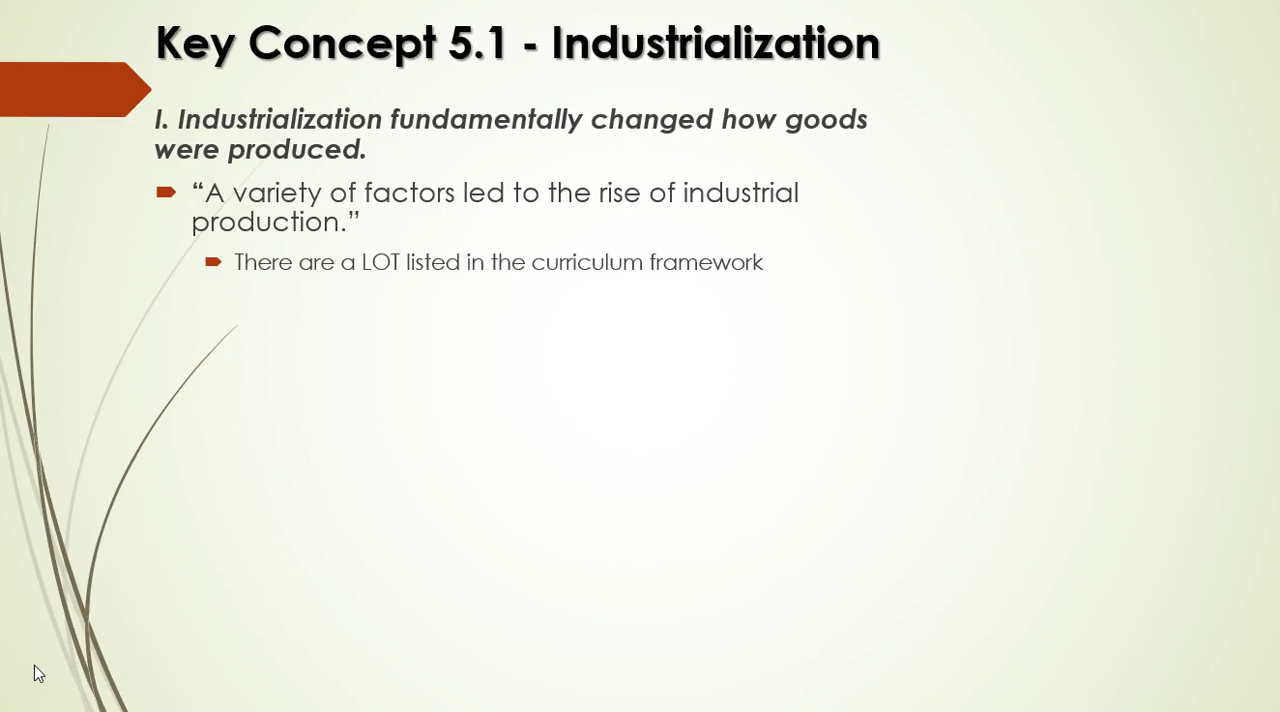 Key Concept 5.1 - Industrialization
I. Industrialization fundamentally changed how goods
were produced.
“A variety of factors led to the rise of industrial
production.”
There are a LOT listed in the curriculum framework